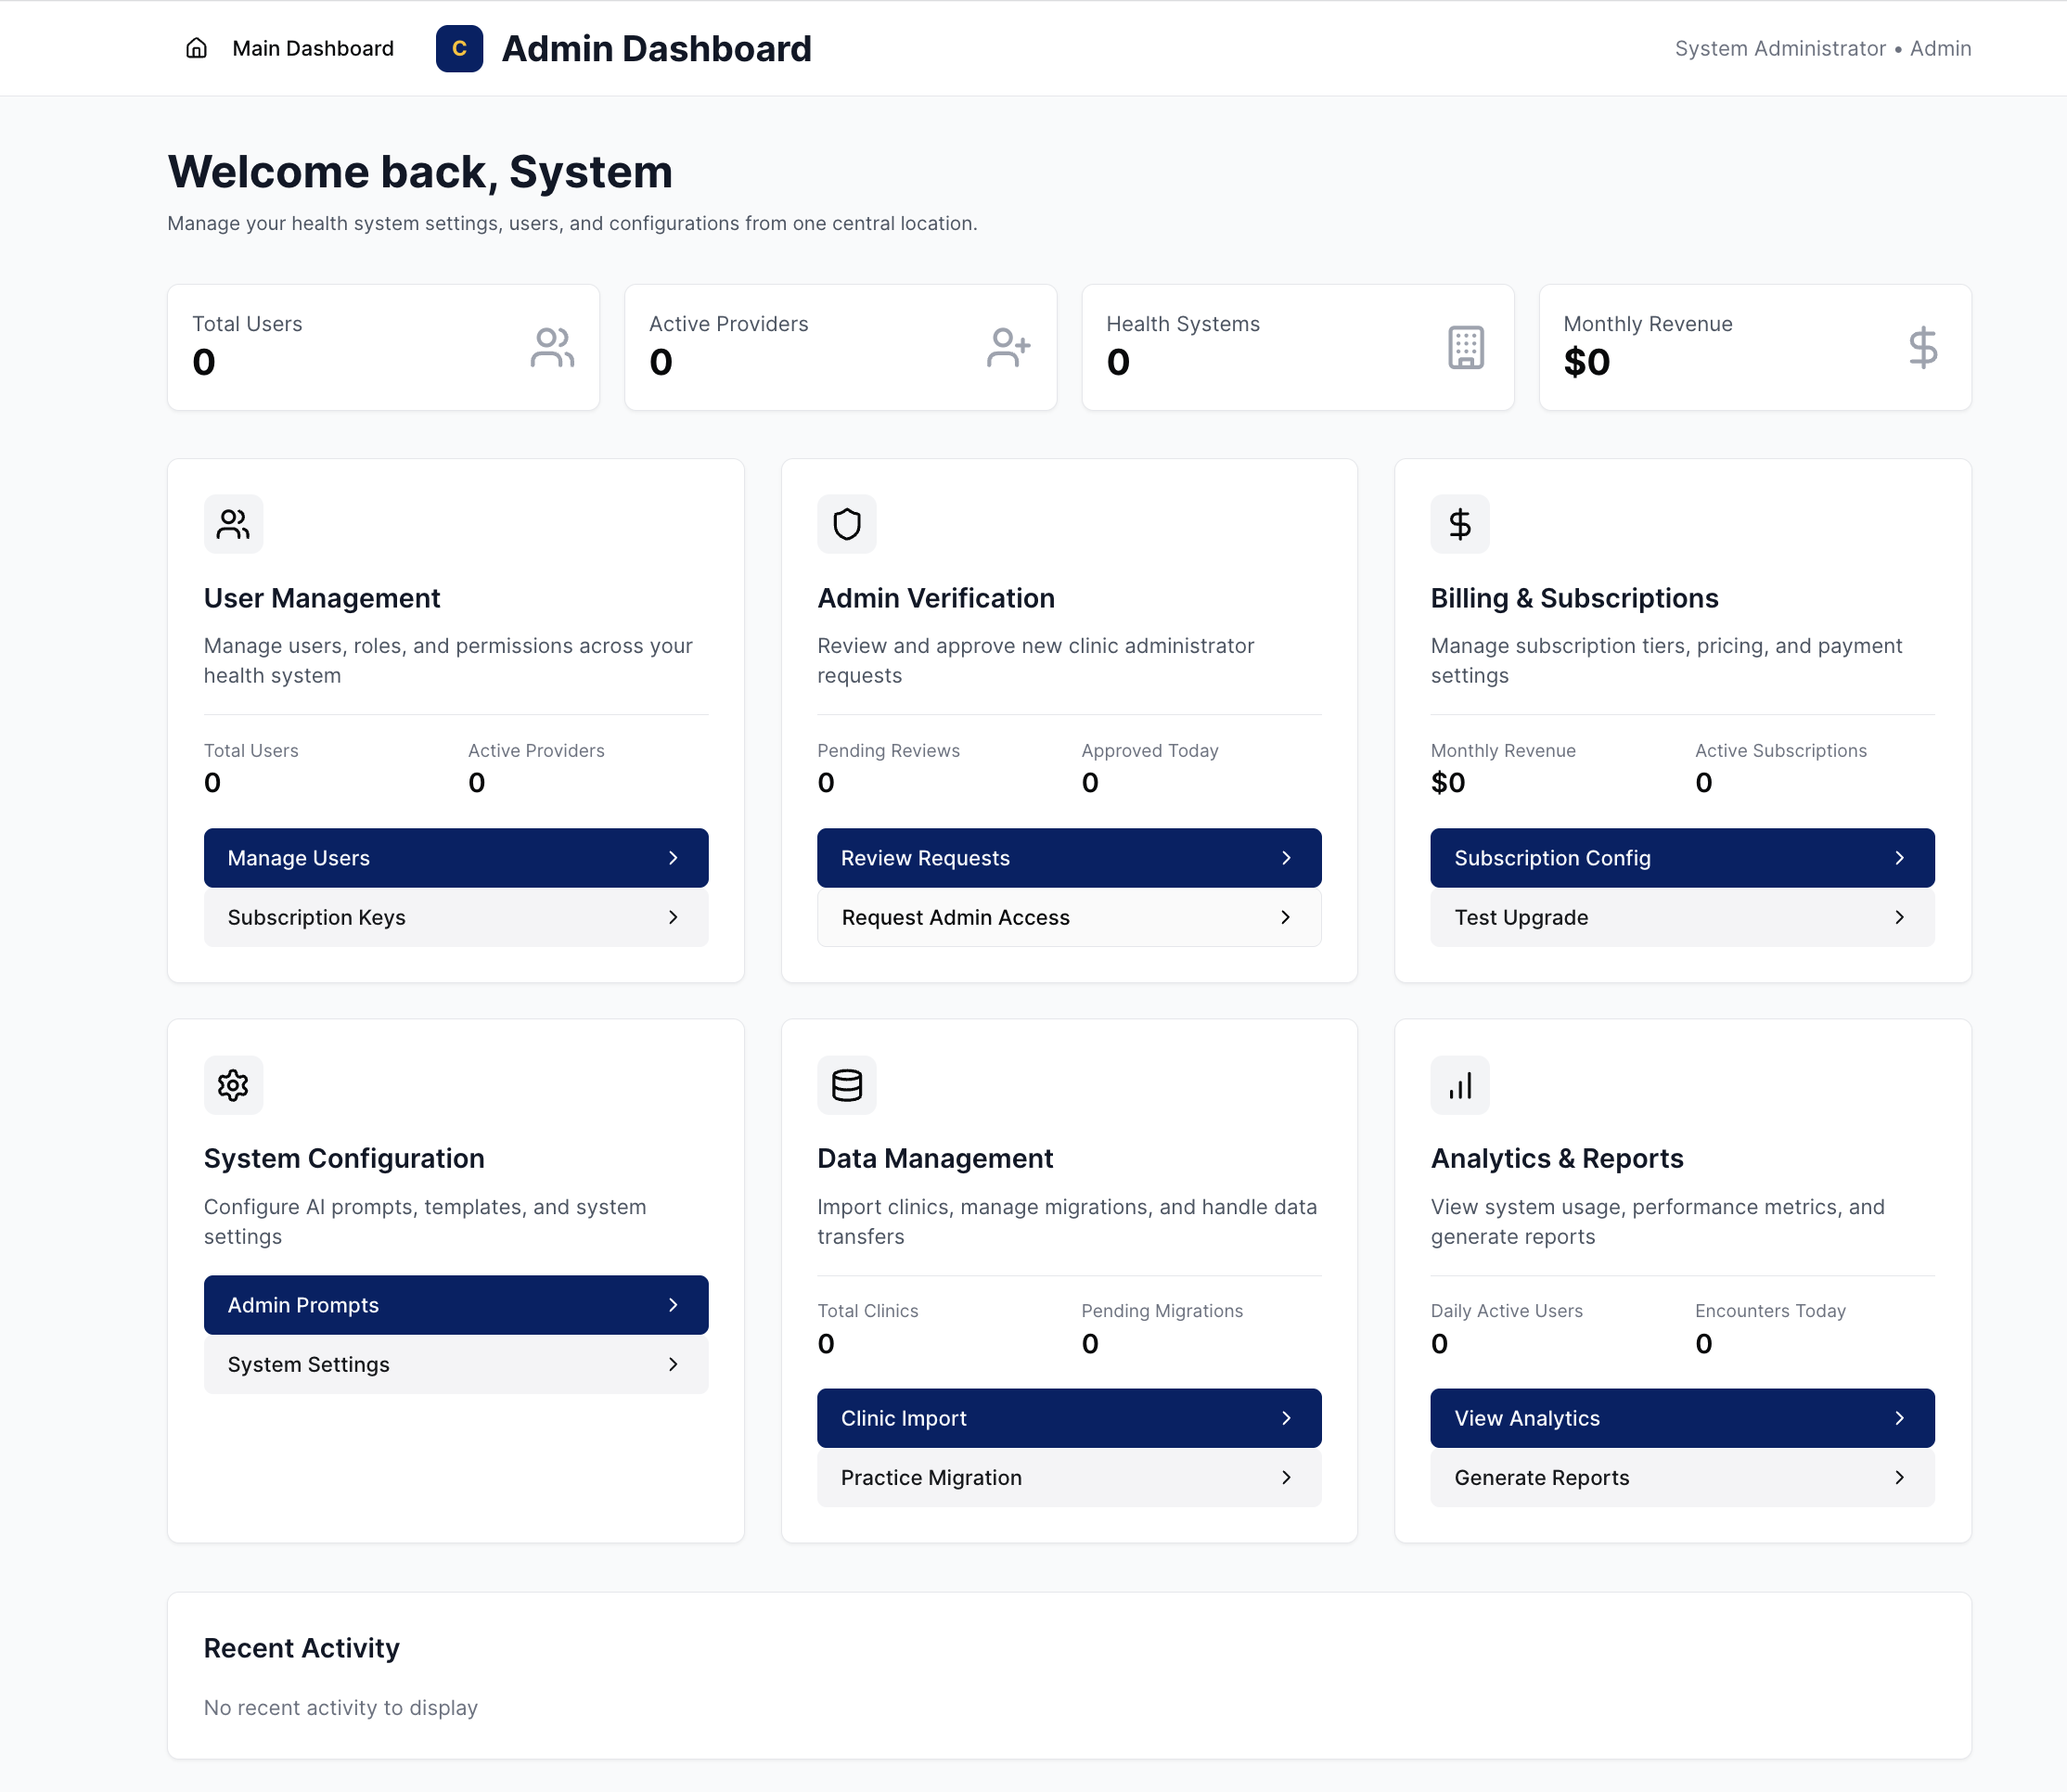 Main Dashboard
C
Admin Dashboard
System Administrator • Admin
Welcome back, System
Manage your health system settings, users, and configurations from one central location.
Total Users
0
Active Providers
0
Health Systems
0
Monthly Revenue
$0
User Management
Manage users, roles, and permissions across your
health system
Total Users
0
Active Providers
0
Manage Users
Subscription Keys
Admin Verification
Review and approve new clinic administrator
requests
Pending Reviews
0
Approved Today
0
Review Requests
Request Admin Access
Billing & Subscriptions
Manage subscription tiers, pricing, and payment
settings
Monthly Revenue
$0
Active Subscriptions
0
Subscription Config
Test Upgrade
System Configuration
Configure AI prompts, templates, and system
settings
Admin Prompts
System Settings
Data Management
Import clinics, manage migrations, and handle data
transfers
Total Clinics
0
Pending Migrations
0
Clinic Import
Practice Migration
Analytics & Reports
View system usage, performance metrics, and
generate reports
Daily Active Users
0
Encounters Today
0
View Analytics
Generate Reports
Recent Activity
No recent activity to display